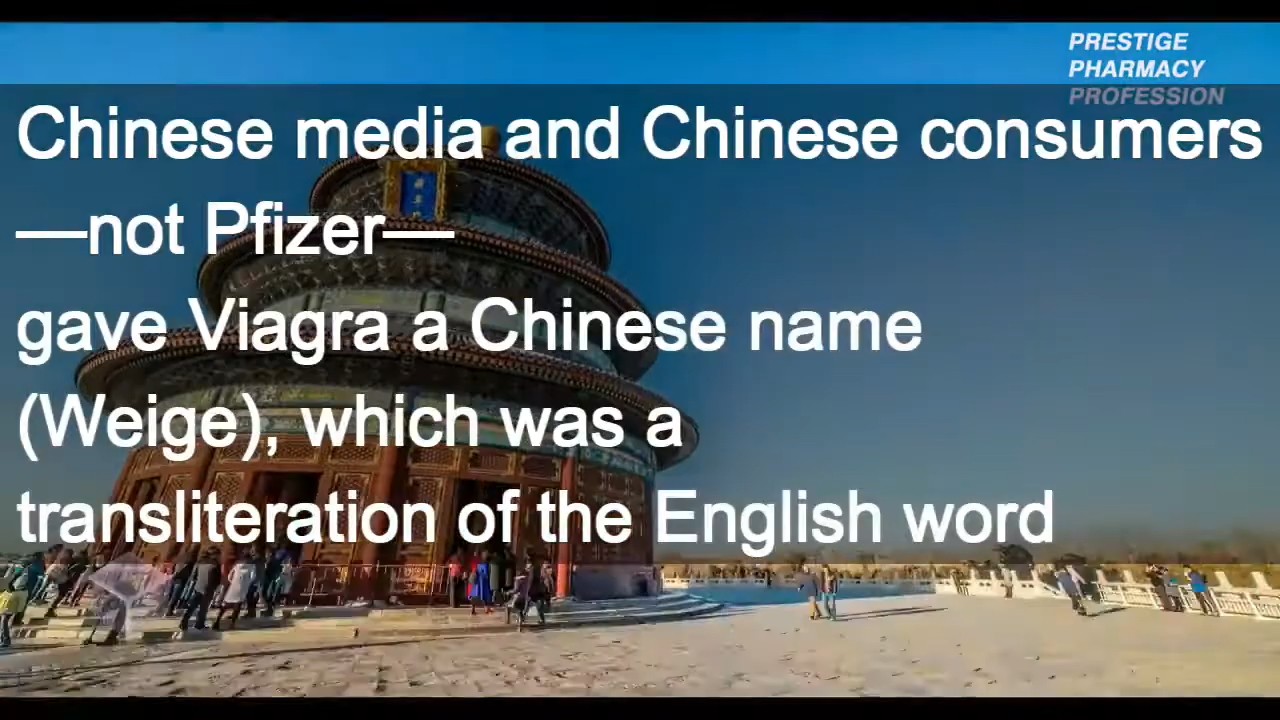 PRESTIGE
PHARMACY
PROFESSION
Chinese media and Chinese consumers
—not Pfizer—
gave Viagra a Chinese name
(Weige), which was a
transliteration of the English word